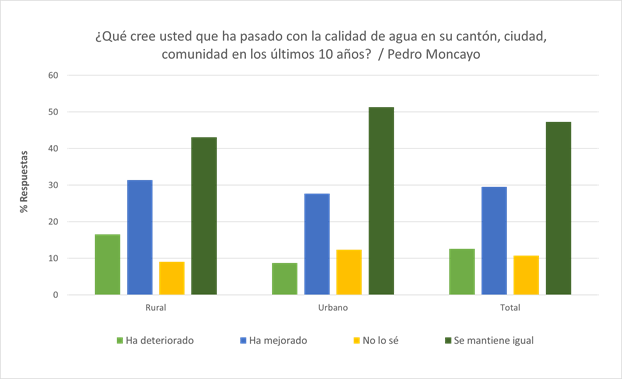 ¿Qué cree usted que ha pasado con la calidad de agua en su cantón, ciudad,
comunidad en los últimos 10 años?  / Pedro Moncayo
60
50
40
30
20
10
0
% Respuestas
Rural
Urbano
Total
Ha deteriorado
Ha mejorado
No lo sé
Se mantiene igual